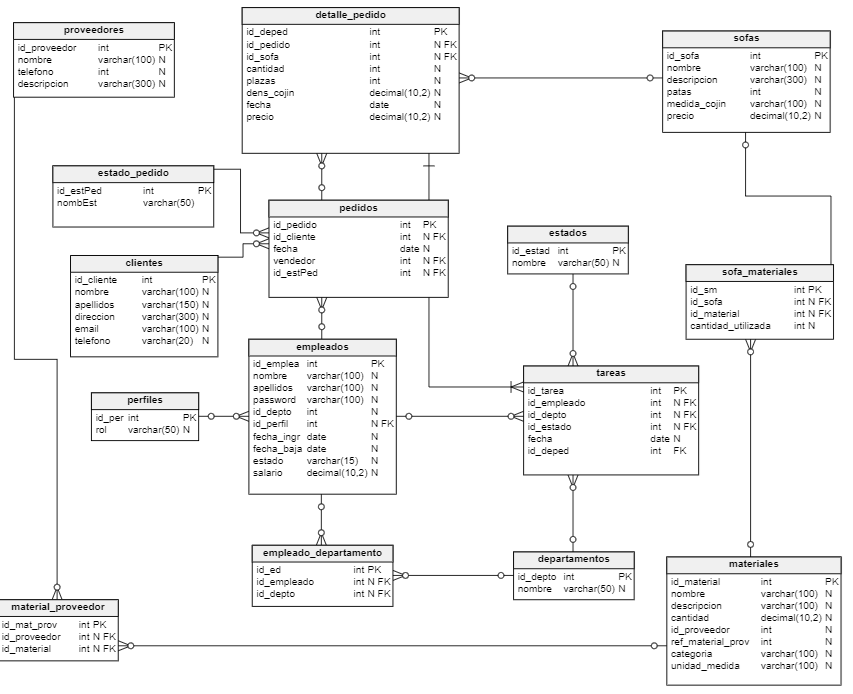 proveedores
id_proveedor int PK
nombre varchar(100) N
telefono int N
descripcion varchar(300) N
detalle_pedido
id_deped int PK
id_pedido int N FK
id_sofa int N FK
cantidad int N
plazas int N
dens_cojin decimal(10,2) N
fecha date N
precio decimal(10,2) N
sofas
id_sofa int PK
nombre varchar(100) N
descripcion varchar(300) N
patas int N
medida_cojin varchar(100) N
precio decimal(10,2) N
estado_pedido
id_estPed int PK
nombEst varchar(50)
pedidos
id_pedido int PK
id_cliente int N FK
fecha date N
vendedor int N FK
id_estPed int N FK
estados
id_estad int PK
nombre varchar(50) N
clientes
id_cliente int PK
nombre varchar(100) N
apellidos varchar(150) N
direccion varchar(300) N
email varchar(100) N
telefono varchar(20) N
sofa_materiales
id_sm int PK
id_sofa int N FK
id_material int N FK
cantidad_utilizada int N
empleados
id_emplea int PK
nombre varchar(100) N
apellidos varchar(100) N
password varchar(100) N
id_depto int N
id_perfil int N FK
fecha_ingr date N
fecha_baja date N
estado varchar(15) N
salario decimal(10,2) N
tareas
id_tarea int PK
id_empleado int N FK
id_depto int N FK
id_estado int N FK
fecha date N
id_deped int FK
perfiles
id_per int PK
rol varchar(50) N
empleado_departamento
id_ed int PK
id_empleado int N FK
id_depto int N FK
departamentos
id_depto int PK
nombre varchar(50) N
materiales
id_material int PK
nombre varchar(100) N
descripcion varchar(100) N
cantidad decimal(10,2) N
id_proveedor int N
ref_material_prov int N
categoria varchar(100) N
unidad_medida varchar(100) N
material_proveedor
id_mat_prov int PK
id_proveedor int N FK
id_material int N FK